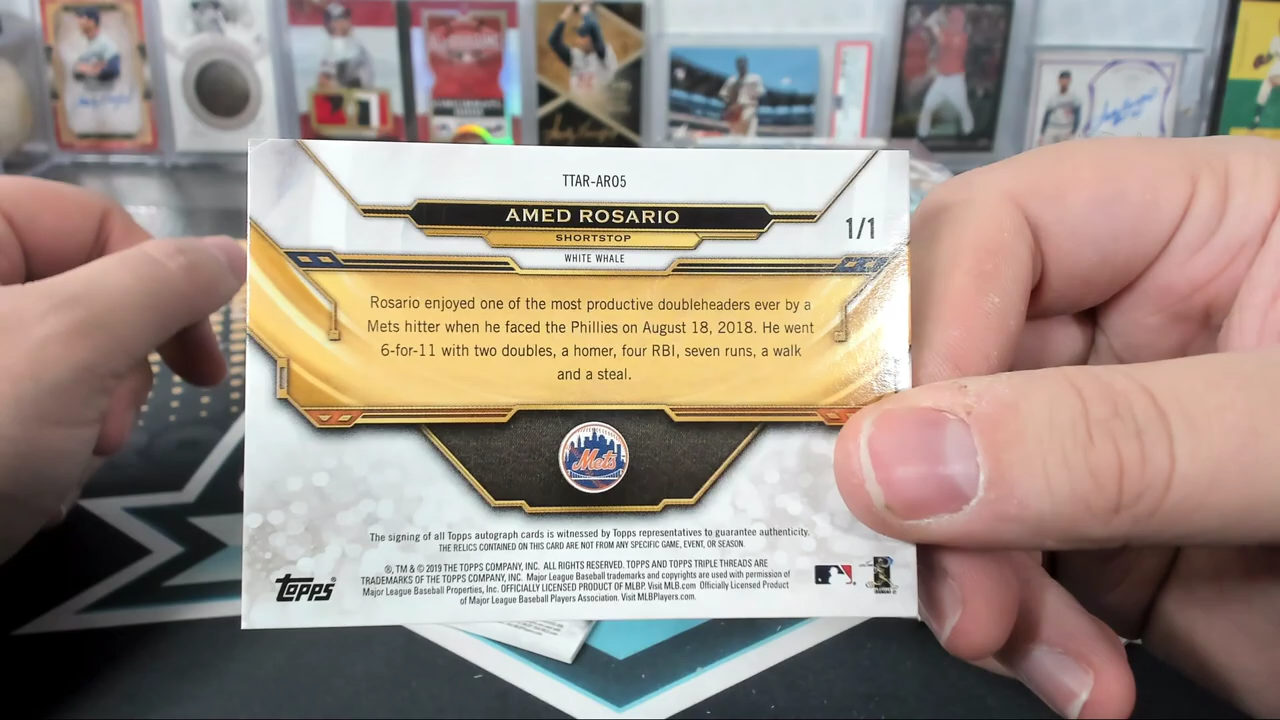 TTAR-ARO5
AMED ROSARIO
1/1
SHORTSTOP
WHITE WHALE
Rosario enjoyed one of the most productive doubleheaders ever by a
Mets hitter when he faced the Phillies on August 18, 2018. He went
6-for-11 with two doubles, a homer, four RBI, seven runs, a walk
and a steal.
Mets
The signing of all Topps autograph cards is witnessed by Topps representatives to guarantee authenticity.
THE RELICS CONTAINED ON THIS CARD ARE NOT FROM ANY SPECIFIC GAME, EVENT, OR SEASON.
®, TM & © 2019 THE TOPPS COMPANY, INC. ALL RIGHTS RESERVED. TOPPS AND TOPPS TRIPLE THREADS ARE
TRADEMARKS OF THE TOPPS COMPANY, INC. Major League Baseball trademarks and copyrights are used with permission of
Major League Baseball Properties, Inc. OFFICIALLY LICENSED PRODUCT OF MLBP. Visit MLB.com Officially Licensed Product
of Major League Baseball Players Association. Visit MLBPlayers.com.
Topps